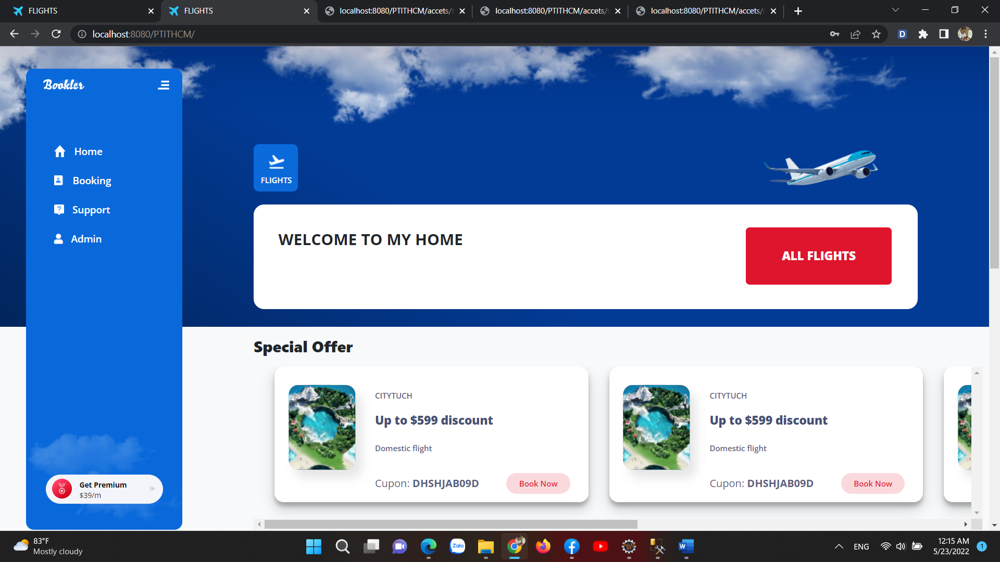 FLIGHTS
FLIGHTS
localhost:8080/PTITHCM/accets/
localhost:8080/PTITHCM/accets/
localhost:8080/PTITHCM/accets/
localhost:8080/PTITHCM/
D
Bookler
Home
Booking
Support
Admin
FLIGHTS
WELCOME TO MY HOME
ALL FLIGHTS
Special Offer
CITYTUCH
Up to $599 discount
Domestic flight
Cupon: DHSHJAB09D
Book Now
CITYTUCH
Up to $599 discount
Domestic flight
Cupon: DHSHJAB09D
Book Now
Get Premium
$39/m
83°F
Mostly cloudy
Zalo
W
ENG
12:15 AM
5/23/2022
1